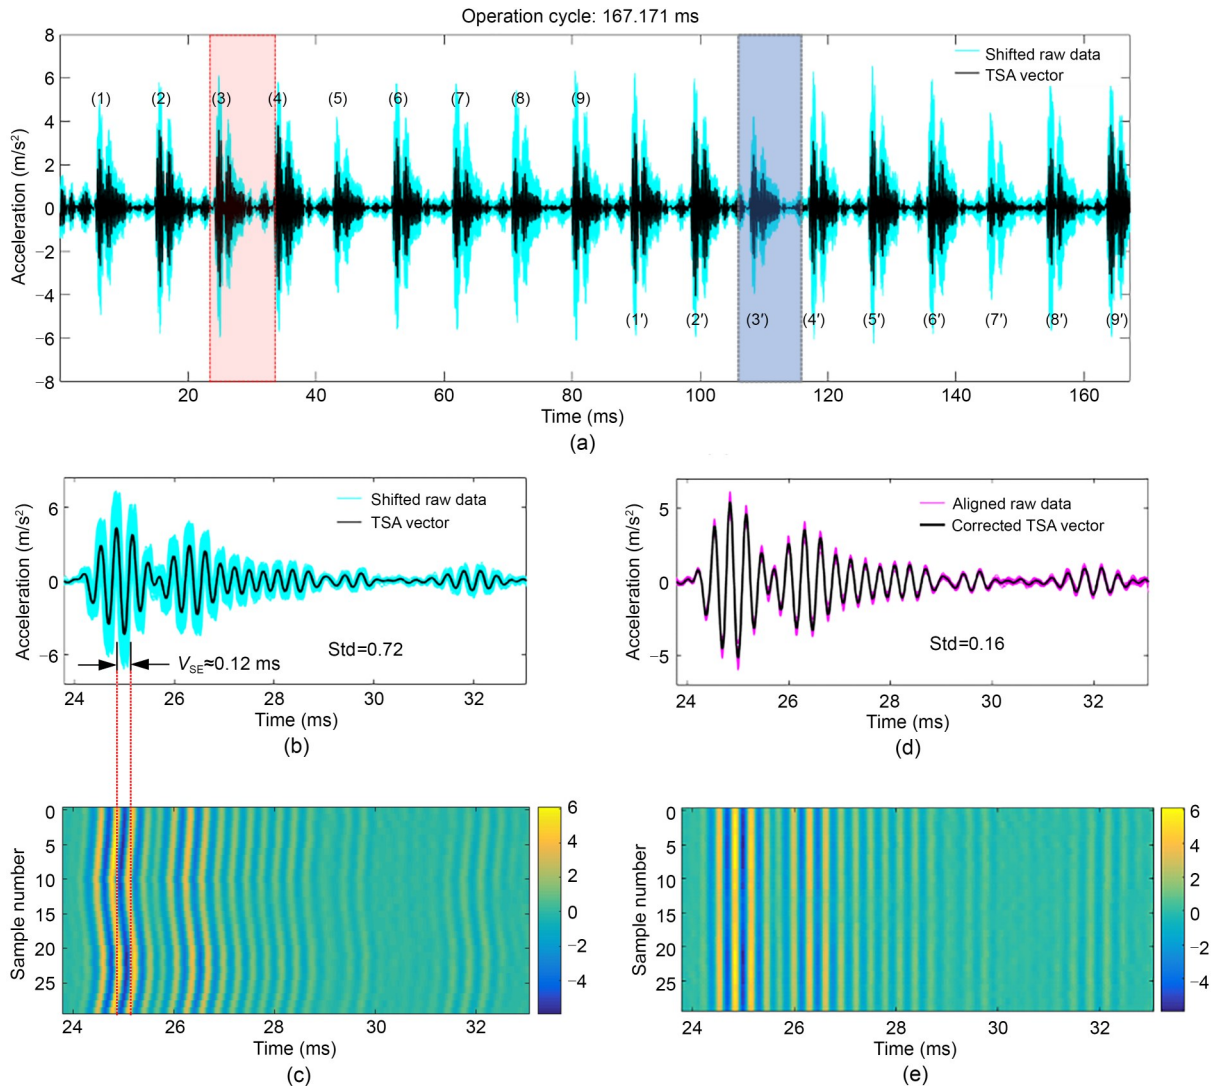 Operation cycle: 167.171 ms
8
6
4
2
0
−2
−4
−6
−8
Acceleration (m/s²)
Shifted raw data
TSA vector
(1) (2) (3) (4) (5) (6) (7) (8) (9)
(1′) (2′) (3′) (4′) (5′) (6′) (7′) (8′) (9′)
20 40 60 80 100 120 140 160
Time (ms)
(a)
6
0
−6
Acceleration (m/s²)
Shifted raw data
TSA vector
Std=0.72
VSE≈0.12 ms
24 26 28 30 32
Time (ms)
(b)
5
0
−5
Acceleration (m/s²)
Aligned raw data
Corrected TSA vector
Std=0.16
24 26 28 30 32
Time (ms)
(d)
0
5
10
15
20
25
Sample number
6
4
2
0
−2
−4
24 26 28 30 32
Time (ms)
(c)
0
5
10
15
20
25
Sample number
6
4
2
0
−2
−4
24 26 28 30 32
Time (ms)
(e)